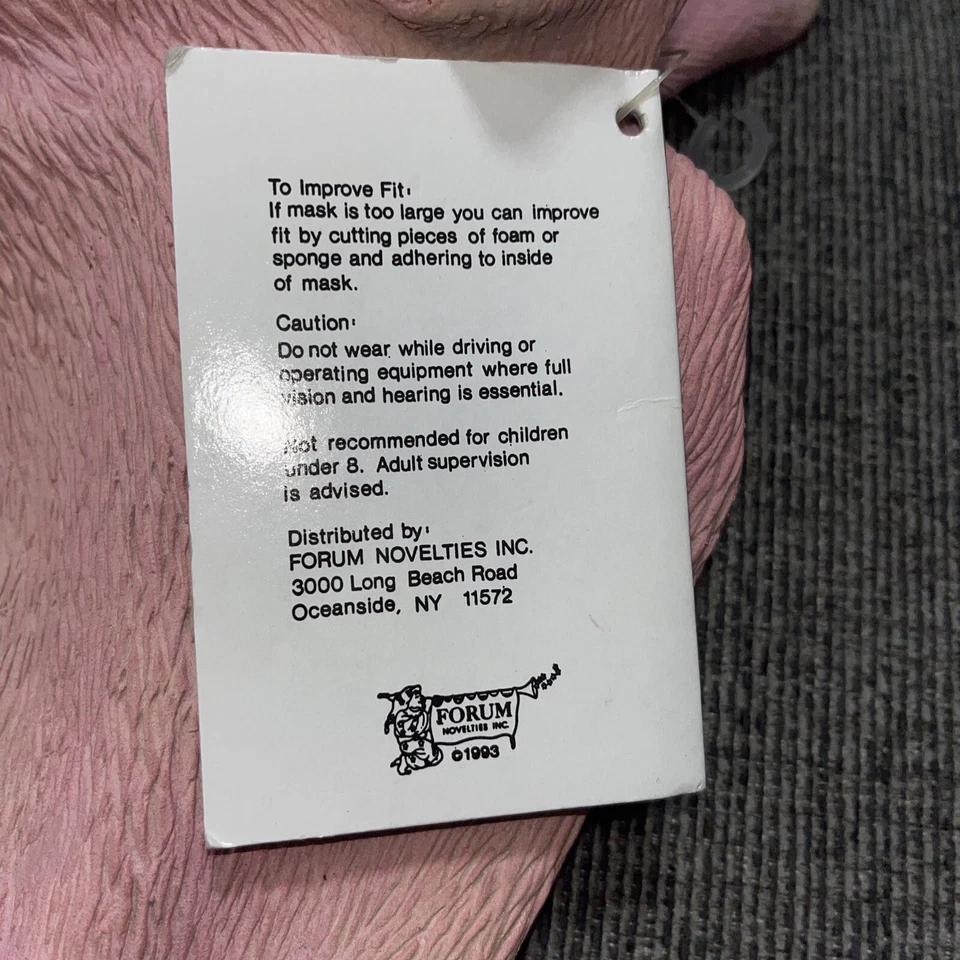 To Improve Fit:
If mask is too large you can improve
fit by cutting pieces of foam or
sponge and adhering to inside
of mask.
Caution:
Do not wear while driving or
operating equipment where full
vision and hearing is essential.
Not recommended for children
under 8. Adult supervision
is advised.
Distributed by:
FORUM NOVELTIES INC.
3000 Long Beach Road
Oceanside, NY 11572
FORUM
NOVELTIES INC.
©1993